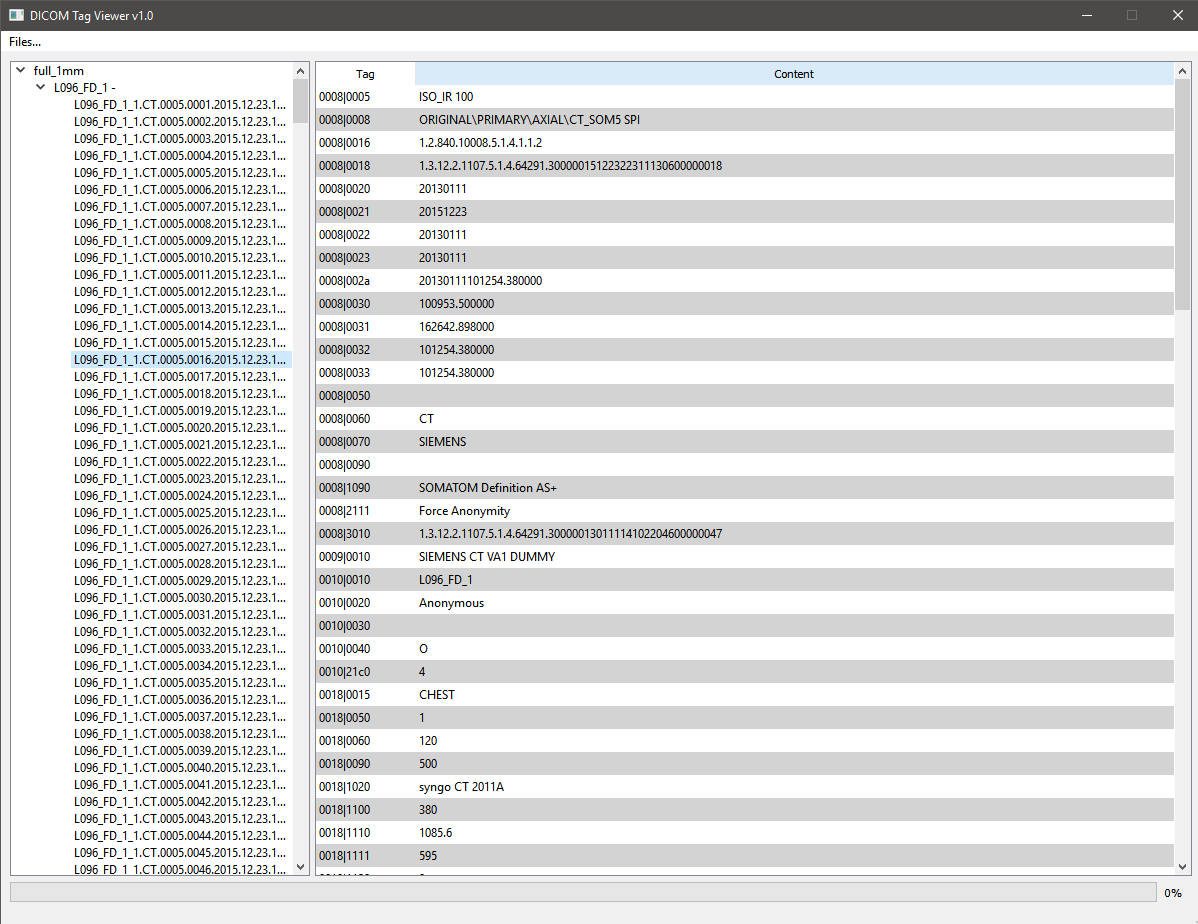 DICOM Tag Viewer v1.0
Files...
full_1mm
L096_FD_1 -
L096_FD_1_1.CT.0005.0001.2015.12.23.1...
L096_FD_1_1.CT.0005.0002.2015.12.23.1...
L096_FD_1_1.CT.0005.0003.2015.12.23.1...
L096_FD_1_1.CT.0005.0004.2015.12.23.1...
L096_FD_1_1.CT.0005.0005.2015.12.23.1...
L096_FD_1_1.CT.0005.0006.2015.12.23.1...
L096_FD_1_1.CT.0005.0007.2015.12.23.1...
L096_FD_1_1.CT.0005.0008.2015.12.23.1...
L096_FD_1_1.CT.0005.0009.2015.12.23.1...
L096_FD_1_1.CT.0005.0010.2015.12.23.1...
L096_FD_1_1.CT.0005.0011.2015.12.23.1...
L096_FD_1_1.CT.0005.0012.2015.12.23.1...
L096_FD_1_1.CT.0005.0013.2015.12.23.1...
L096_FD_1_1.CT.0005.0014.2015.12.23.1...
L096_FD_1_1.CT.0005.0015.2015.12.23.1...
L096_FD_1_1.CT.0005.0016.2015.12.23.1...
L096_FD_1_1.CT.0005.0017.2015.12.23.1...
L096_FD_1_1.CT.0005.0018.2015.12.23.1...
L096_FD_1_1.CT.0005.0019.2015.12.23.1...
L096_FD_1_1.CT.0005.0020.2015.12.23.1...
L096_FD_1_1.CT.0005.0021.2015.12.23.1...
L096_FD_1_1.CT.0005.0022.2015.12.23.1...
L096_FD_1_1.CT.0005.0023.2015.12.23.1...
L096_FD_1_1.CT.0005.0024.2015.12.23.1...
L096_FD_1_1.CT.0005.0025.2015.12.23.1...
L096_FD_1_1.CT.0005.0026.2015.12.23.1...
L096_FD_1_1.CT.0005.0027.2015.12.23.1...
L096_FD_1_1.CT.0005.0028.2015.12.23.1...
L096_FD_1_1.CT.0005.0029.2015.12.23.1...
L096_FD_1_1.CT.0005.0030.2015.12.23.1...
L096_FD_1_1.CT.0005.0031.2015.12.23.1...
L096_FD_1_1.CT.0005.0032.2015.12.23.1...
L096_FD_1_1.CT.0005.0033.2015.12.23.1...
L096_FD_1_1.CT.0005.0034.2015.12.23.1...
L096_FD_1_1.CT.0005.0035.2015.12.23.1...
L096_FD_1_1.CT.0005.0036.2015.12.23.1...
L096_FD_1_1.CT.0005.0037.2015.12.23.1...
L096_FD_1_1.CT.0005.0038.2015.12.23.1...
L096_FD_1_1.CT.0005.0039.2015.12.23.1...
L096_FD_1_1.CT.0005.0040.2015.12.23.1...
L096_FD_1_1.CT.0005.0041.2015.12.23.1...
L096_FD_1_1.CT.0005.0042.2015.12.23.1...
L096_FD_1_1.CT.0005.0043.2015.12.23.1...
L096_FD_1_1.CT.0005.0044.2015.12.23.1...
L096_FD_1_1.CT.0005.0045.2015.12.23.1...
L096_FD_1_1.CT.0005.0046.2015.12.23.1...
Tag Content
0008|0005 ISO_IR 100
0008|0008 ORIGINAL\PRIMARY\AXIAL\CT_SOM5 SPI
0008|0016 1.2.840.10008.5.1.4.1.1.2
0008|0018 1.3.12.2.1107.5.1.4.64291.30000015122322311130600000018
0008|0020 20130111
0008|0021 20151223
0008|0022 20130111
0008|0023 20130111
0008|002a 20130111101254.380000
0008|0030 100953.500000
0008|0031 162642.898000
0008|0032 101254.380000
0008|0033 101254.380000
0008|0050
0008|0060 CT
0008|0070 SIEMENS
0008|0090
0008|1090 SOMATOM Definition AS+
0008|2111 Force Anonymity
0008|3010 1.3.12.2.1107.5.1.4.64291.30000013011114102204600000047
0009|0010 SIEMENS CT VA1 DUMMY
0010|0010 L096_FD_1
0010|0020 Anonymous
0010|0030
0010|0040 O
0010|21c0 4
0018|0015 CHEST
0018|0050 1
0018|0060 120
0018|0090 500
0018|1020 syngo CT 2011A
0018|1100 380
0018|1110 1085.6
0018|1111 595
0%